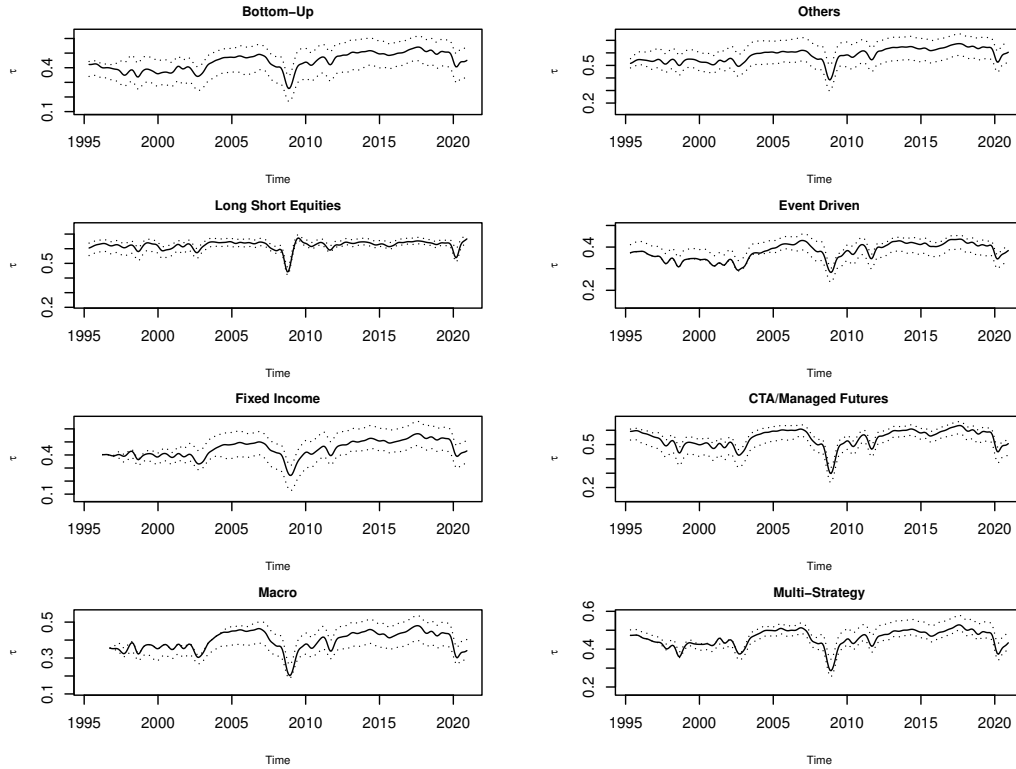 Bottom−Up
τ
0.1
0.4
1995 2000 2005 2010 2015 2020
Time
Others
τ
0.2
0.5
1995 2000 2005 2010 2015 2020
Time
Long Short Equities
τ
0.2
0.5
1995 2000 2005 2010 2015 2020
Time
Event Driven
τ
0.2
0.4
1995 2000 2005 2010 2015 2020
Time
Fixed Income
τ
0.1
0.4
1995 2000 2005 2010 2015 2020
Time
CTA/Managed Futures
τ
0.2
0.5
1995 2000 2005 2010 2015 2020
Time
Macro
τ
0.1
0.3
0.5
1995 2000 2005 2010 2015 2020
Time
Multi−Strategy
τ
0.2
0.4
0.6
1995 2000 2005 2010 2015 2020
Time